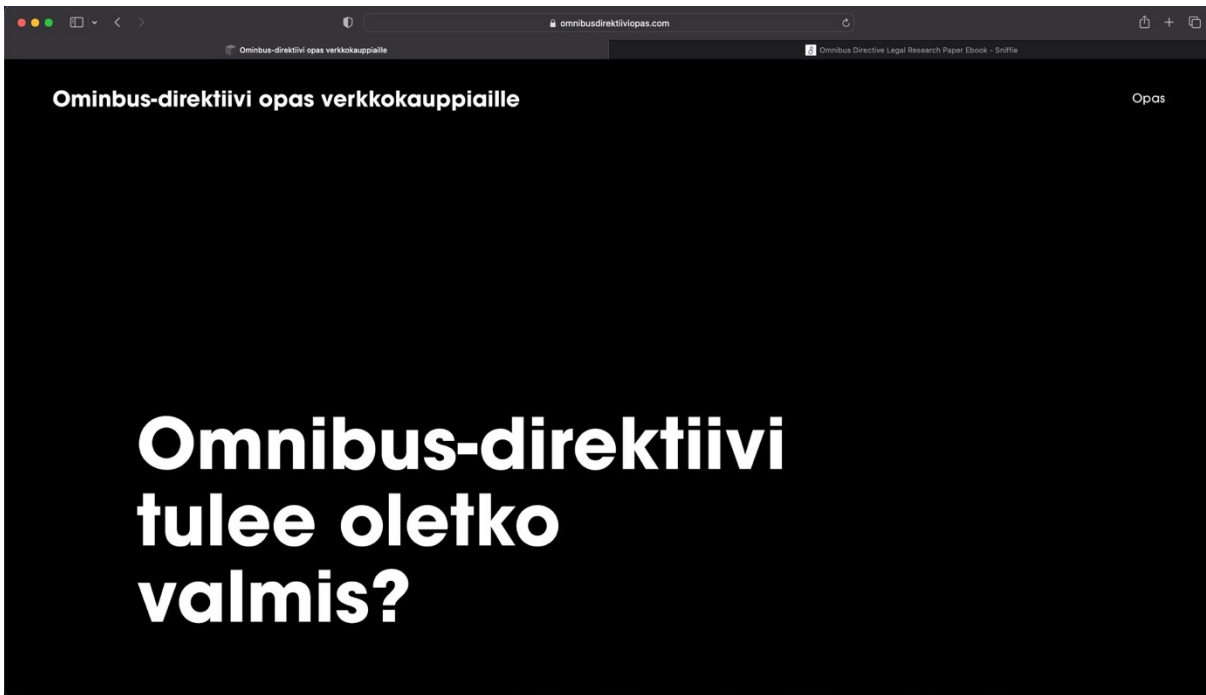 omnibusdirektiiviopas.com
Ominbus-direktiivi opas verkkokauppiaille
Omnibus Directive Legal Research Paper Ebook - Sniffie
Ominbus-direktiivi opas verkkokauppiaille
Opas
Omnibus-direktiivi
tulee oletko
valmis?